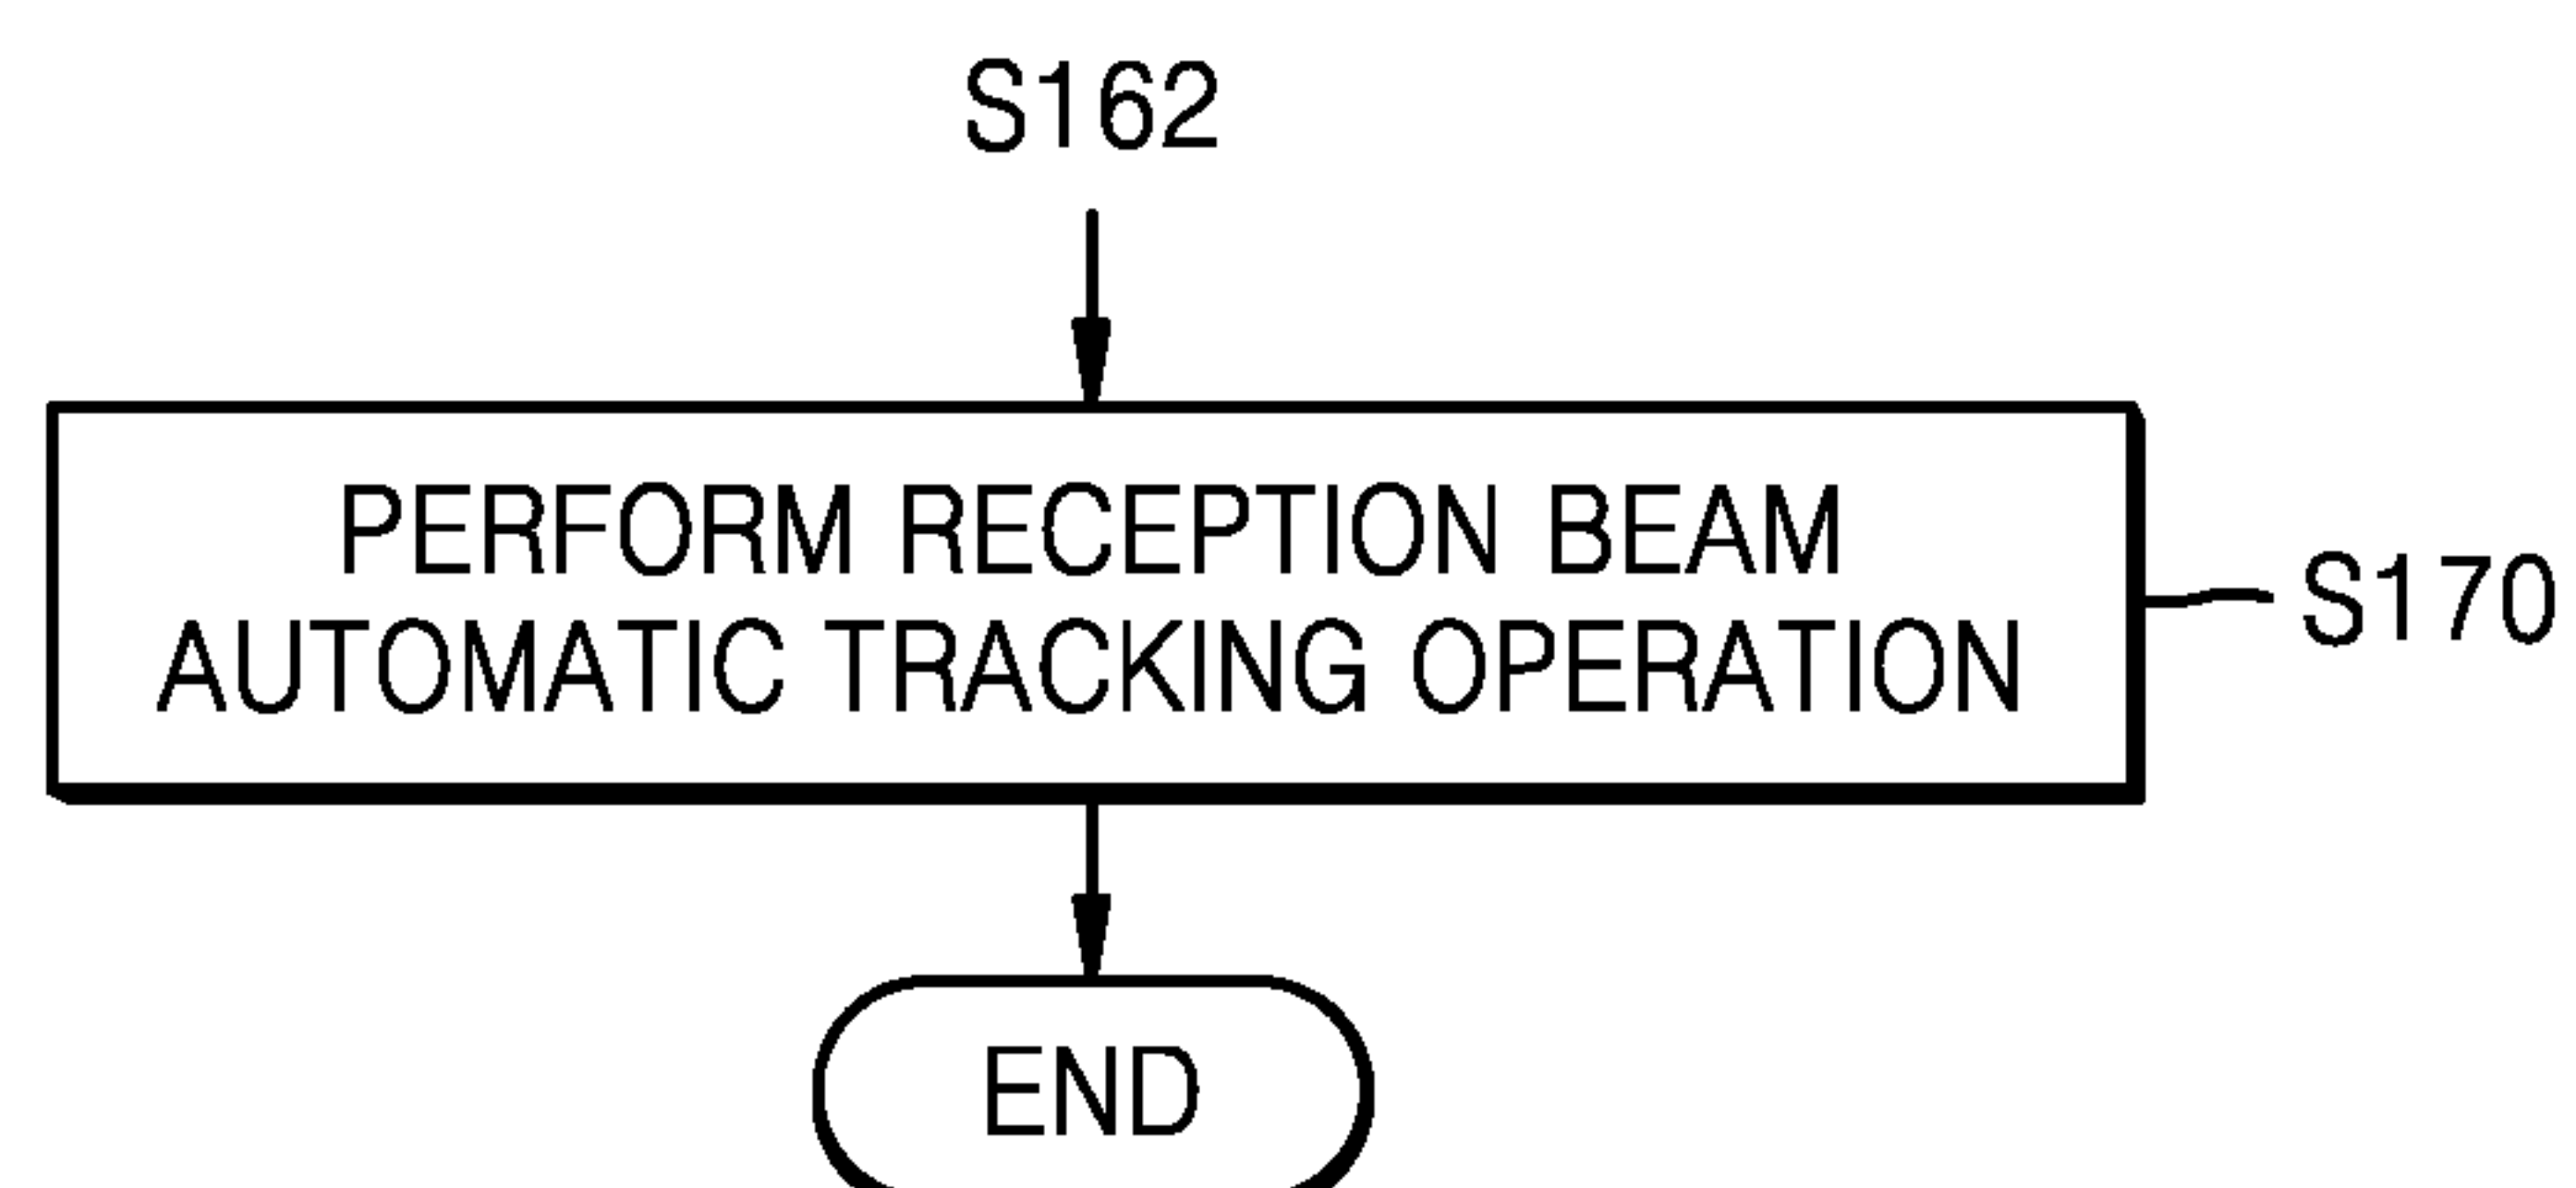 S162
PERFORM RECEPTION BEAM
AUTOMATIC TRACKING OPERATION
S170
END